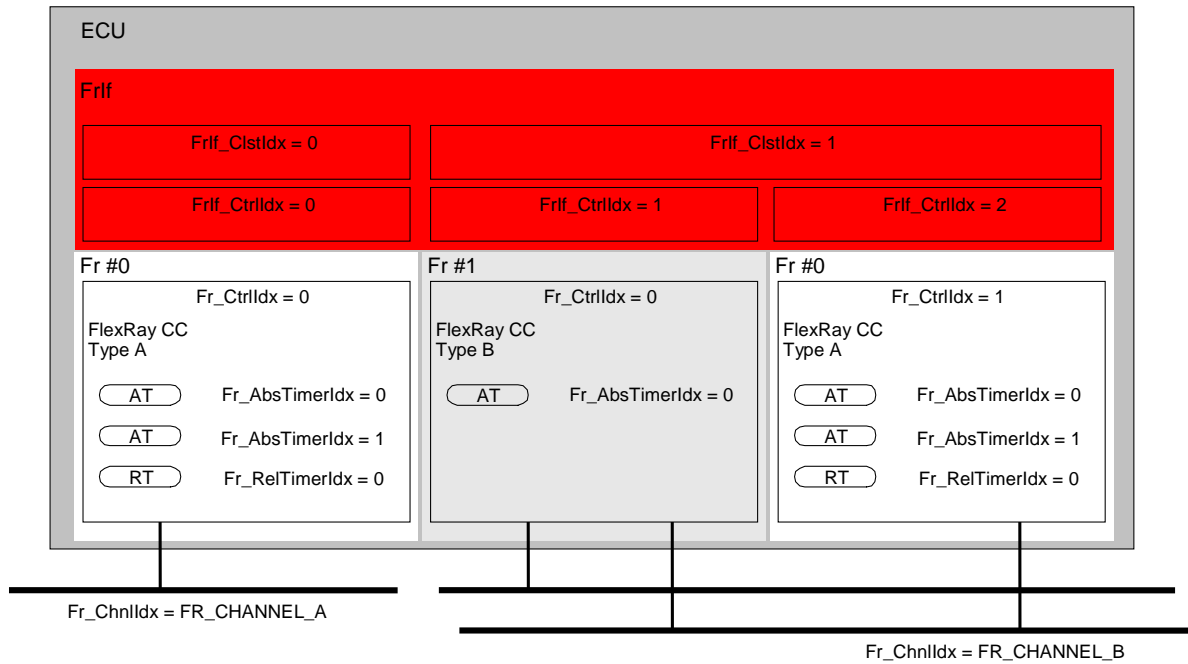 ECU
FrIf
FrIf_ClstIdx = 0
FrIf_ClstIdx = 1
FrIf_CtrlIdx = 0
FrIf_CtrlIdx = 1
FrIf_CtrlIdx = 2
Fr #0
Fr_CtrlIdx = 0
FlexRay CC
Type A
AT Fr_AbsTimerIdx = 0
AT Fr_AbsTimerIdx = 1
RT Fr_RelTimerIdx = 0
Fr #1
Fr_CtrlIdx = 0
FlexRay CC
Type B
AT Fr_AbsTimerIdx = 0
Fr #0
Fr_CtrlIdx = 1
FlexRay CC
Type A
AT Fr_AbsTimerIdx = 0
AT Fr_AbsTimerIdx = 1
RT Fr_RelTimerIdx = 0
Fr_ChnlIdx = FR_CHANNEL_A
Fr_ChnlIdx = FR_CHANNEL_B